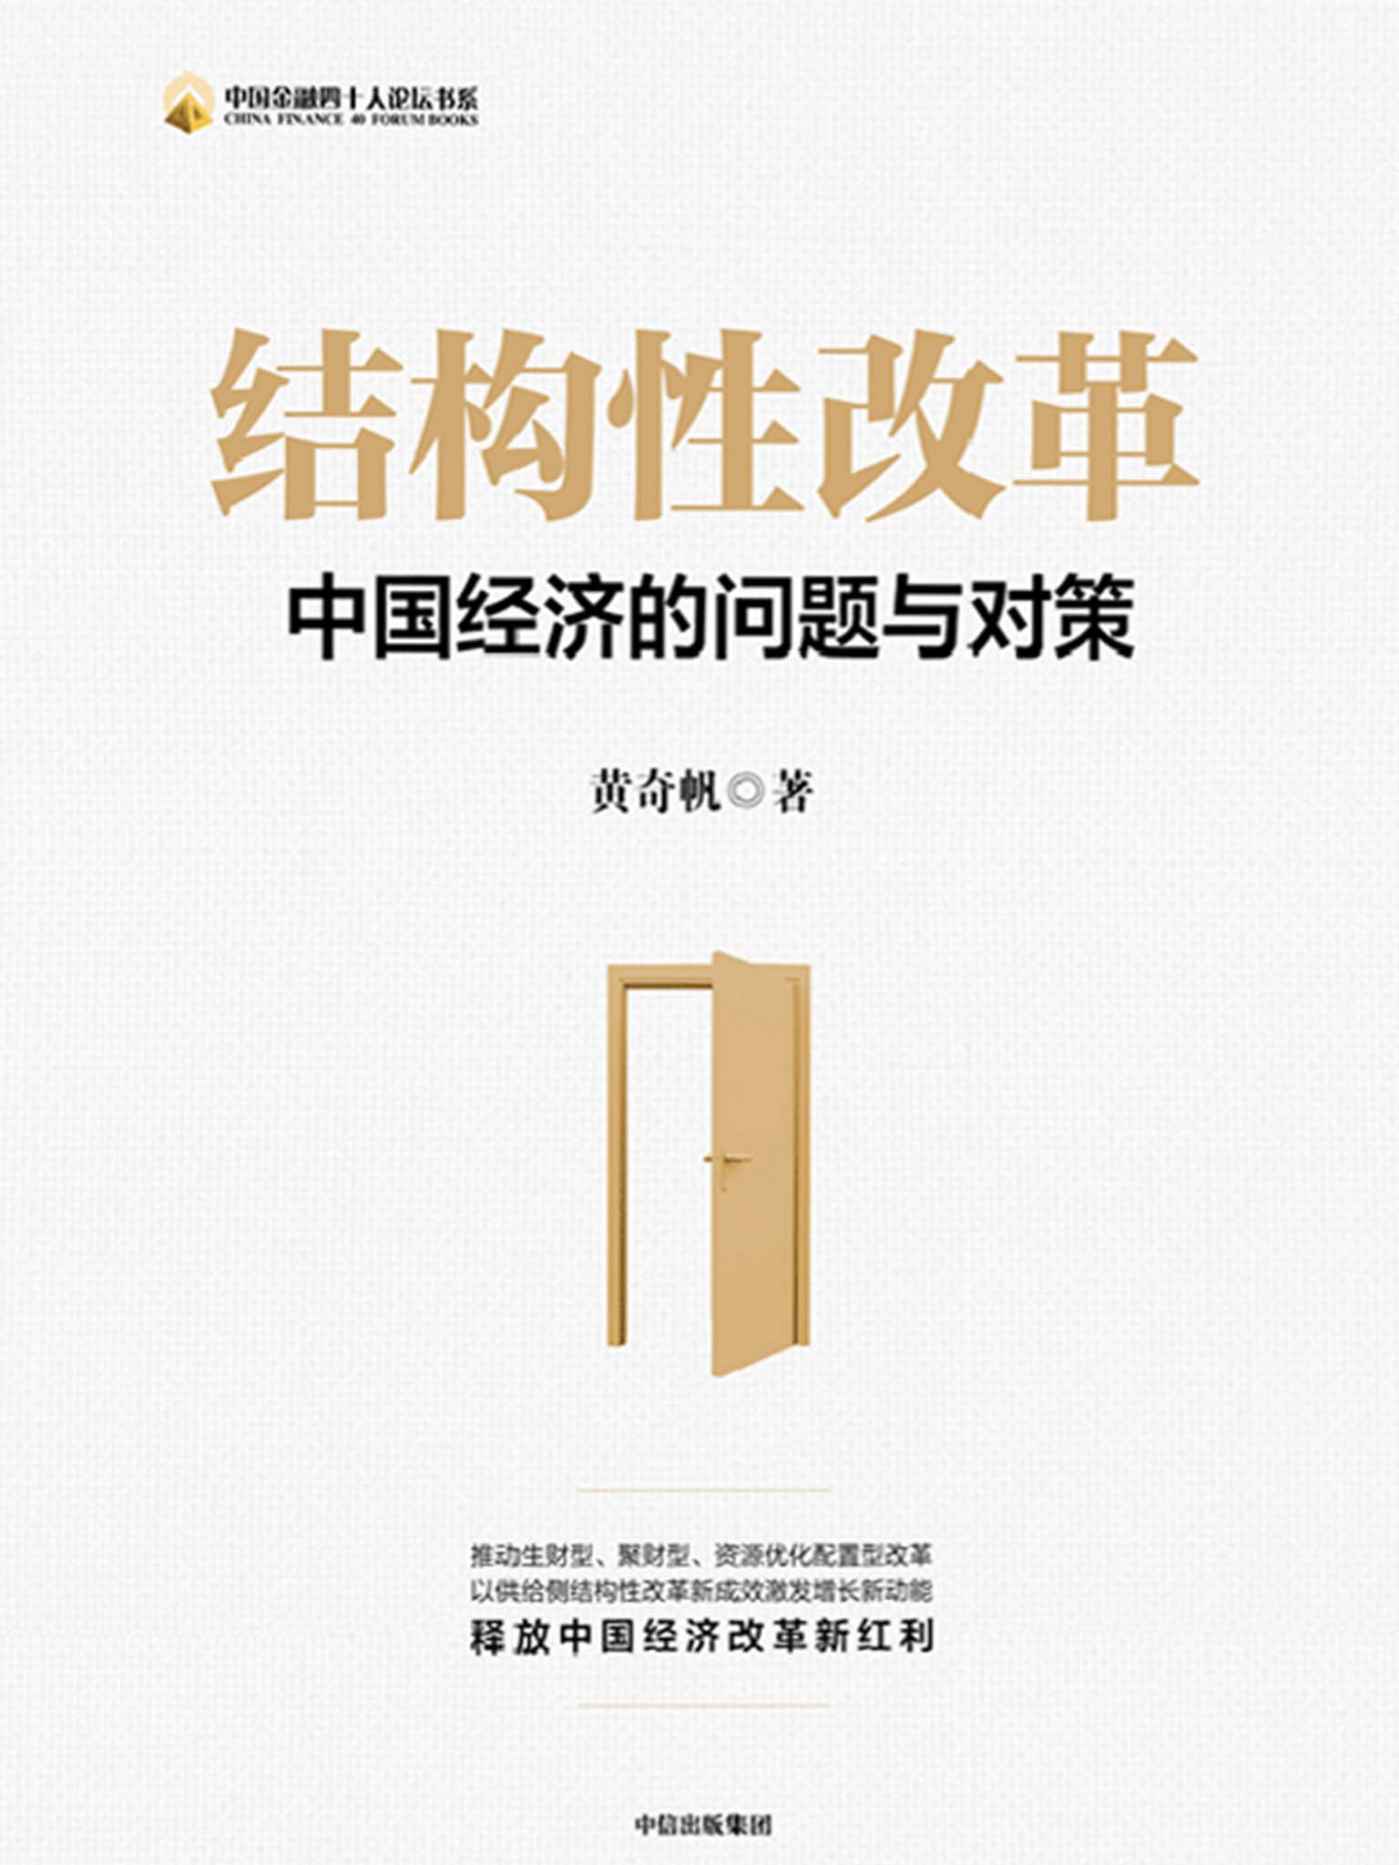 中国金融四十人论坛书系
CHINA FINANCE 40 FORUM BOOKS
结构性改革
中国经济的问题与对策
黄奇帆◎著
推动生财型、聚财型、资源优化配置型改革
以供给侧结构性改革新成效激发增长新动能
释放中国经济改革新红利
中信出版集团